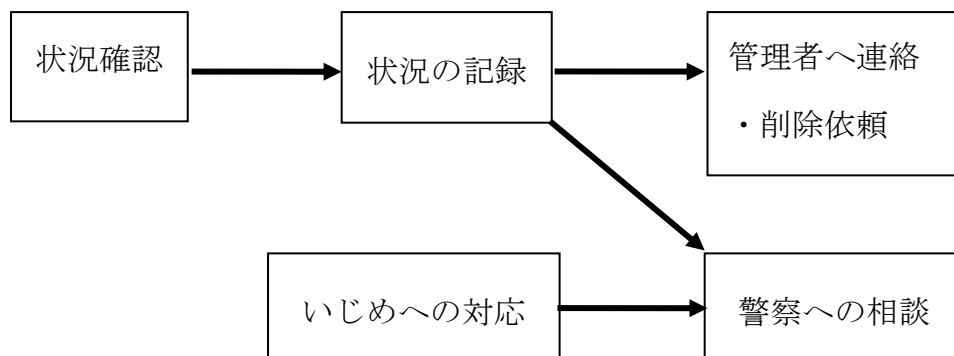 状況確認
状況の記録
管理者へ連絡
・削除依頼
いじめへの対応
警察への相談